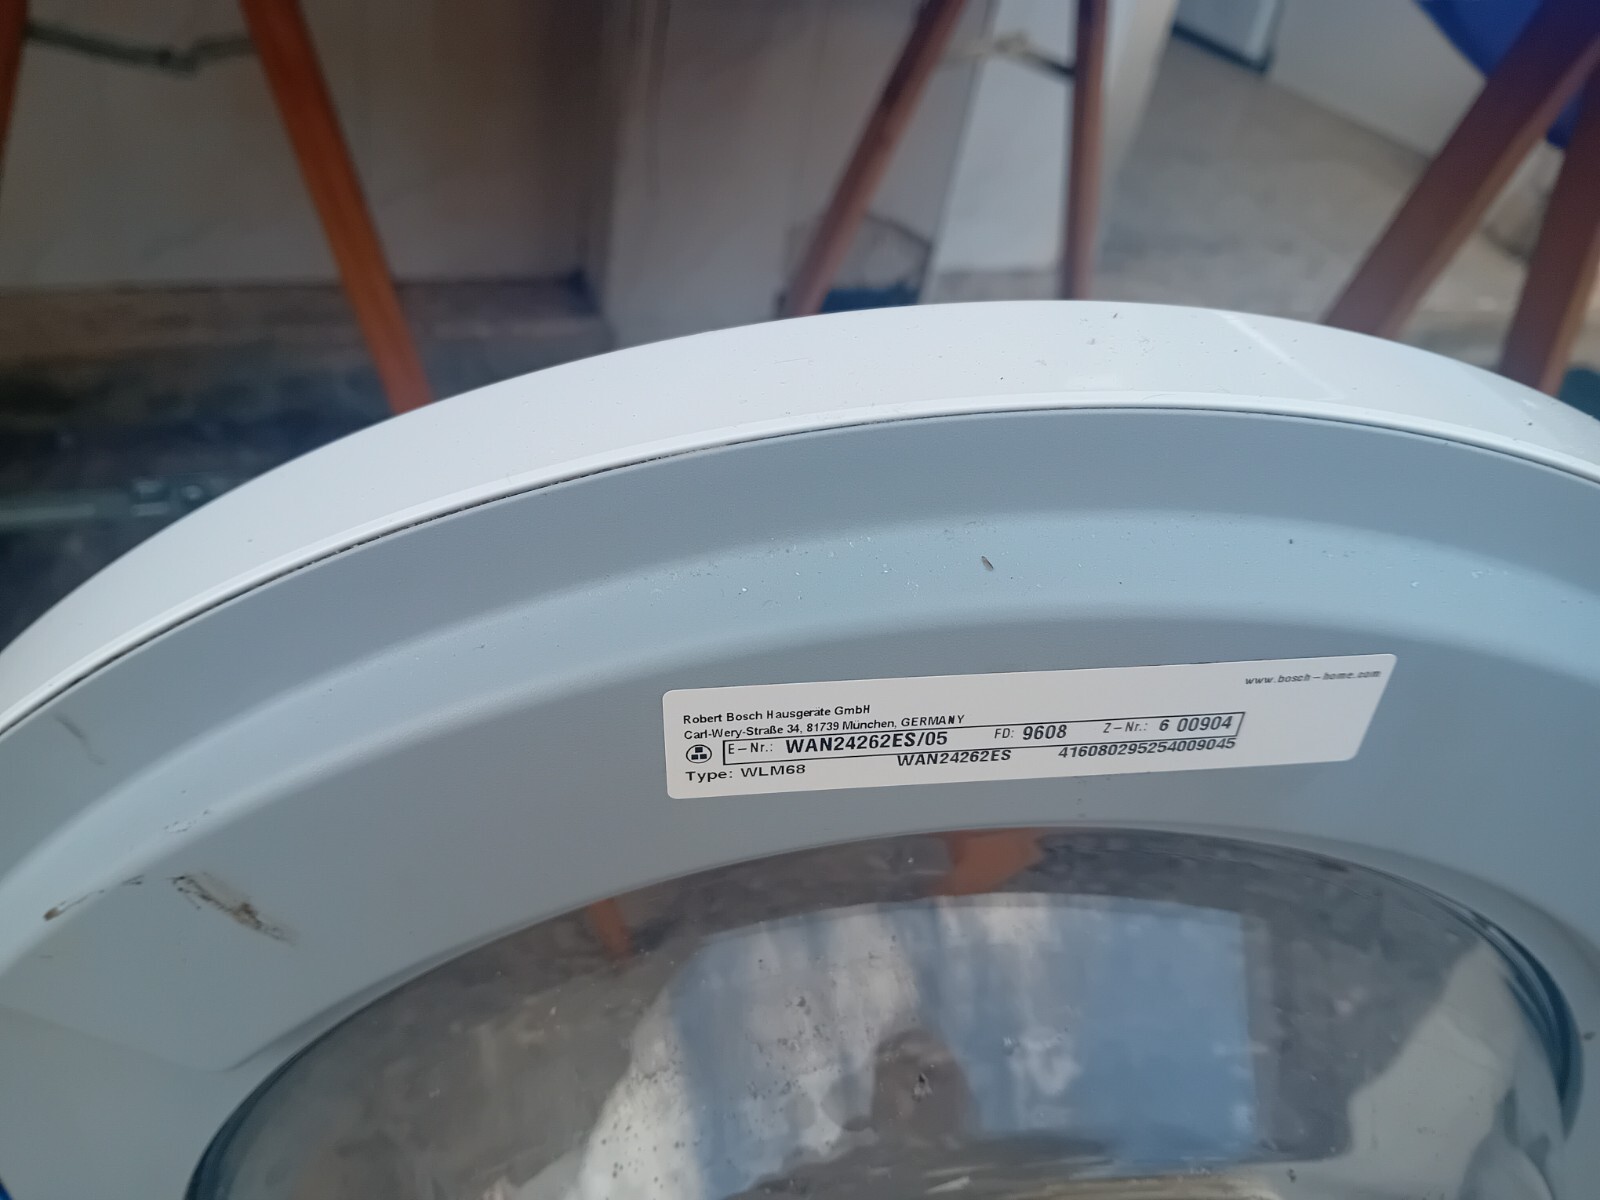 www.bosch-home.com
Robert Bosch Hausgeräte GmbH
Carl-Wery-Straße 34, 81739 München, GERMANY
E-Nr.: WAN24262ES/05 FD: 9608 Z-Nr.: 6 00904
Type: WLM68 WAN24262ES 416080295254009045